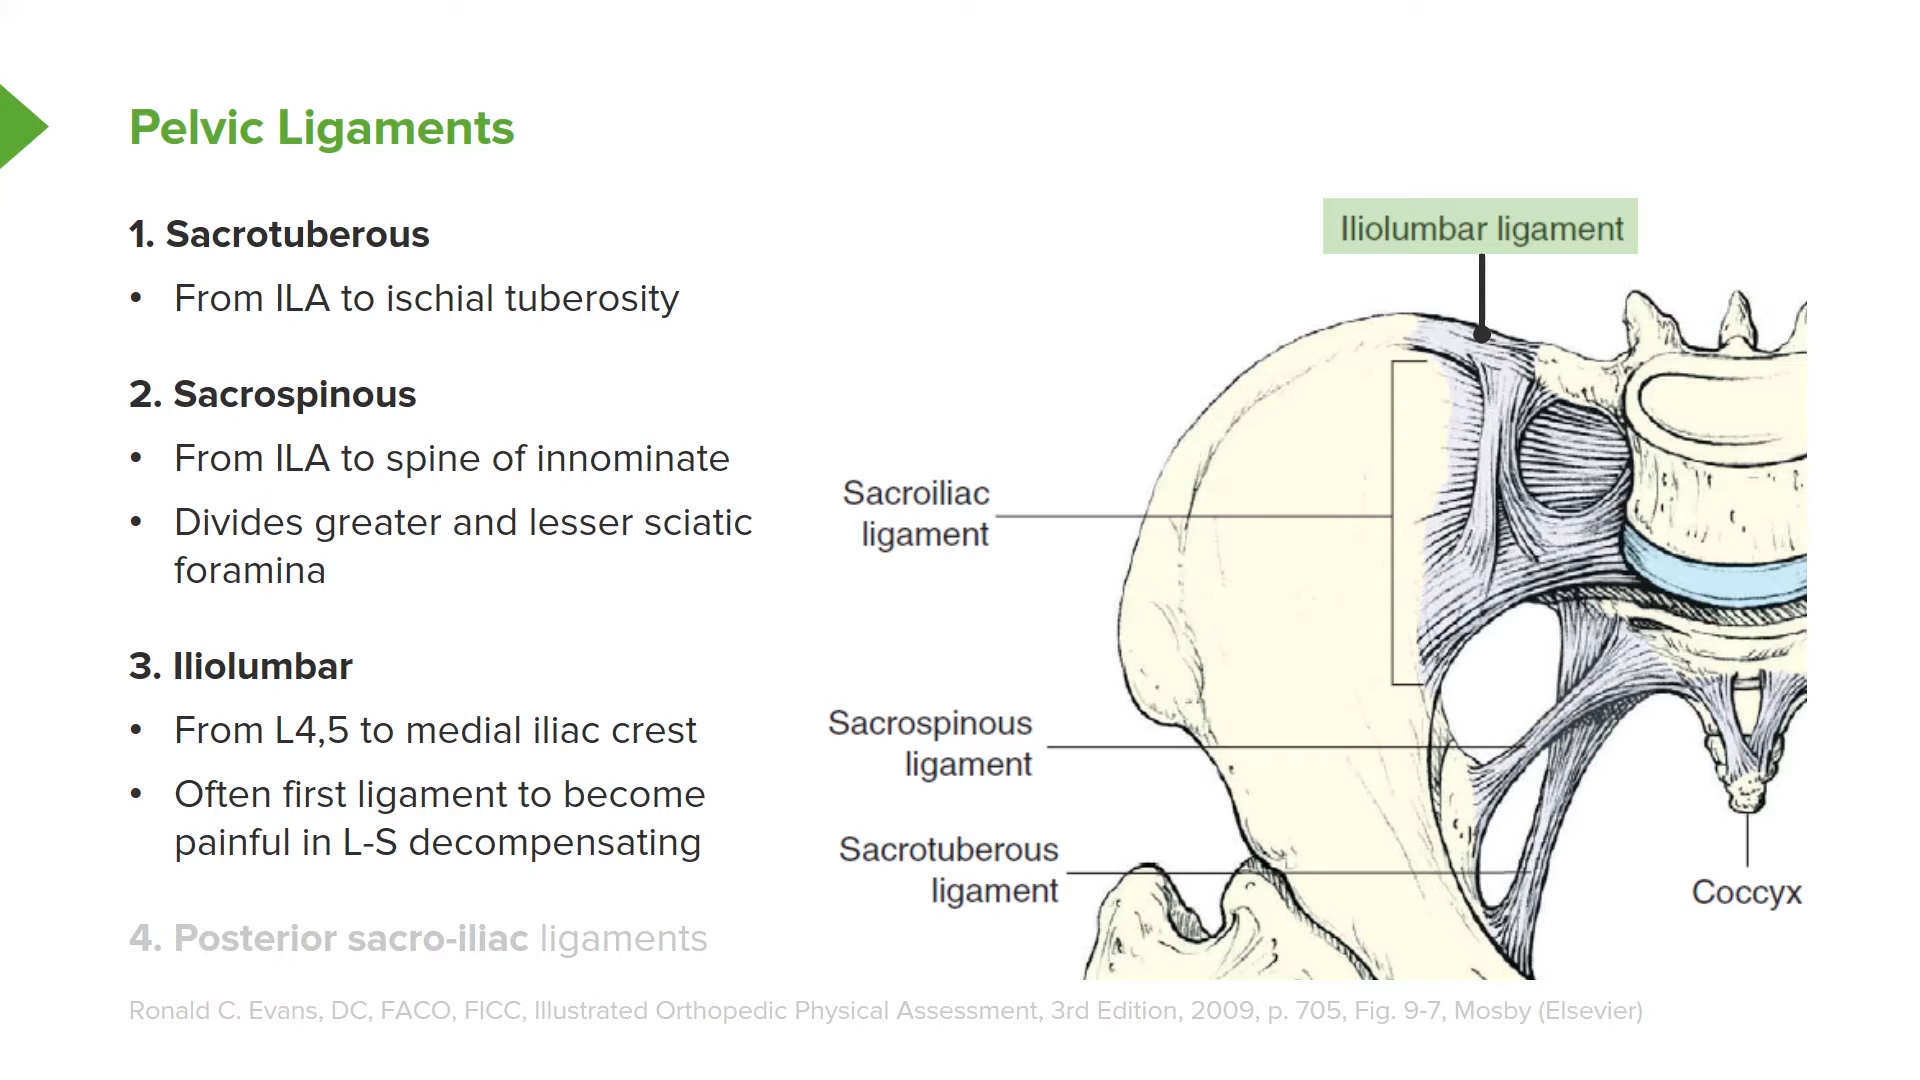 Pelvic Ligaments
1. Sacrotuberous
• From ILA to ischial tuberosity
2. Sacrospinous
• From ILA to spine of innominate
• Divides greater and lesser sciatic
foramina
3. Iliolumbar
• From L4,5 to medial iliac crest
• Often first ligament to become
painful in L-S decompensating
4. Posterior sacro-iliac ligaments
Iliolumbar ligament
Sacroiliac
ligament
Sacrospinous
ligament
Sacrotuberous
ligament
Coccyx
Ronald C. Evans, DC, FACO, FICC, Illustrated Orthopedic Physical Assessment, 3rd Edition, 2009, p. 705, Fig. 9-7, Mosby (Elsevier)